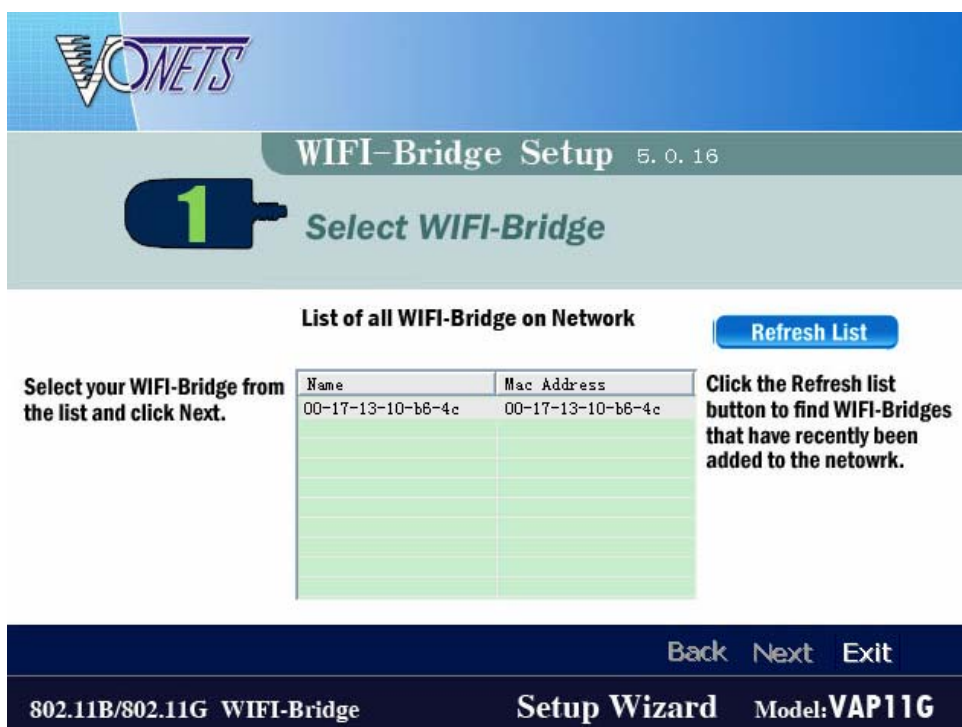 VONETS
WIFI-Bridge Setup 5.0.16
1
Select WIFI-Bridge
List of all WIFI-Bridge on Network
Refresh List
Select your WIFI-Bridge from
the list and click Next.
Name Mac Address
00-17-13-10-b6-4c 00-17-13-10-b6-4c
Click the Refresh list
button to find WIFI-Bridges
that have recently been
added to the netowrk.
Back Next Exit
802.11B/802.11G WIFI-Bridge Setup Wizard Model:VAP11G